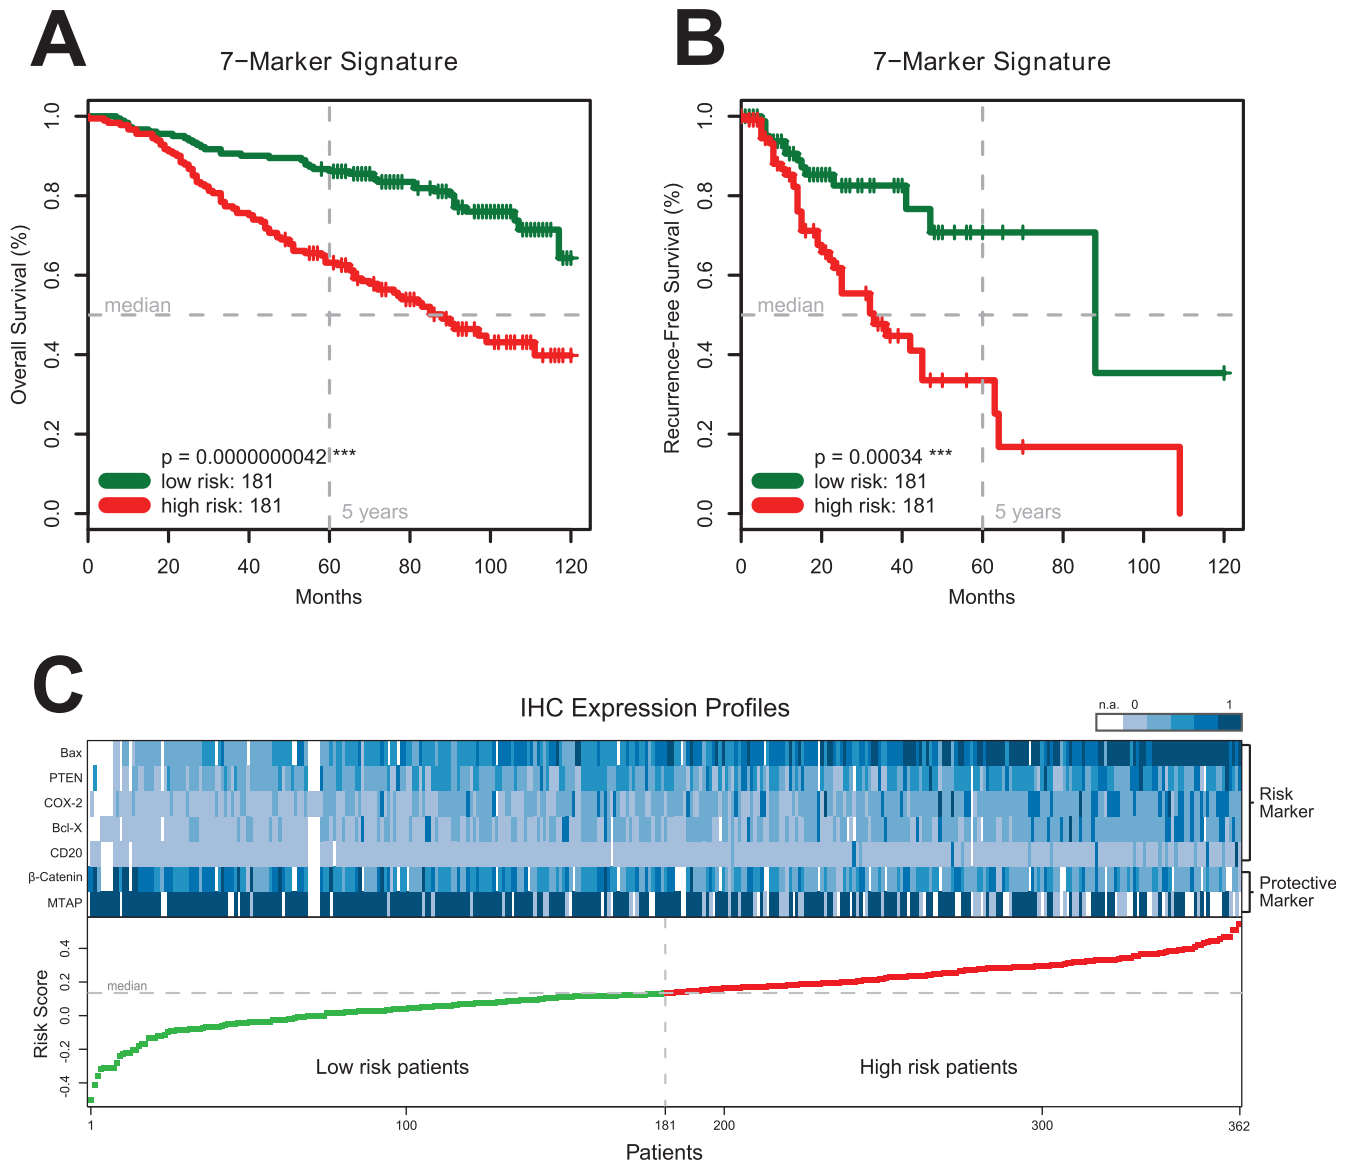 A
7−Marker Signature
Overall Survival (%)
1.0
0.8
0.6
0.4
0.2
0.0
median
p = 0.0000000042 ***
low risk: 181
high risk: 181
5 years
0 20 40 60 80 100 120
Months
B
7−Marker Signature
Recurrence-Free Survival (%)
1.0
0.8
0.6
0.4
0.2
0.0
median
p = 0.00034 ***
low risk: 181
high risk: 181
5 years
0 20 40 60 80 100 120
Months
C
IHC Expression Profiles
n.a. 0 1
Bax
PTEN
COX-2
Bcl-X
CD20
β-Catenin
MTAP
Risk
Marker
Protective
Marker
Risk Score
0.4
0.2
0.0
-0.2
-0.4
median
Low risk patients
High risk patients
1 100 181 200 300 362
Patients